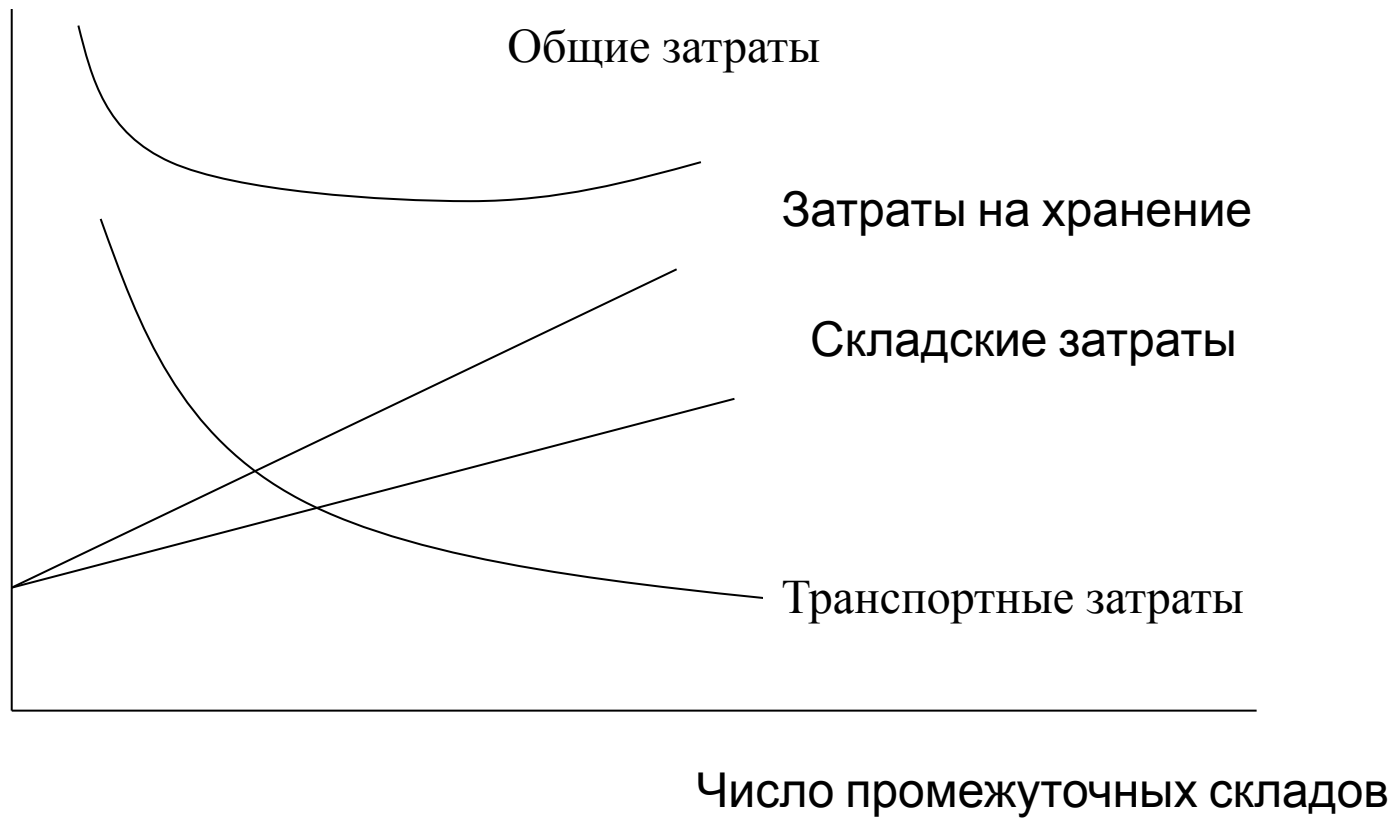 Общие затраты
Затраты на хранение
Складские затраты
Транспортные затраты
Число промежуточных складов